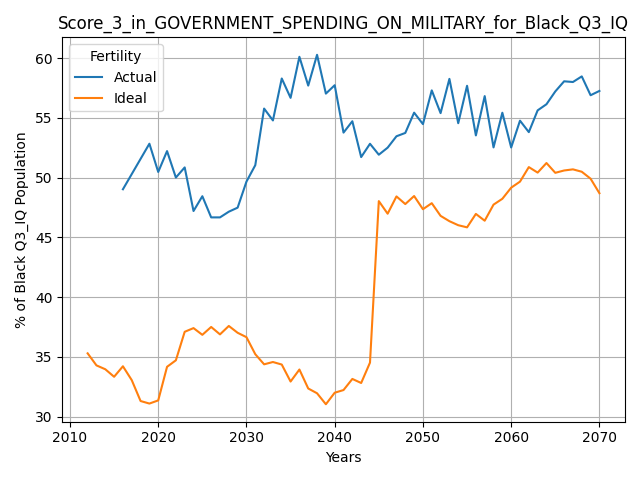 Score_3_in_GOVERNMENT_SPENDING_ON_MILITARY_for_Black_Q3_IQ
Fertility
Actual
Ideal
% of Black Q3_IQ Population
60
55
50
45
40
35
30
2010 2020 2030 2040 2050 2060 2070
Years